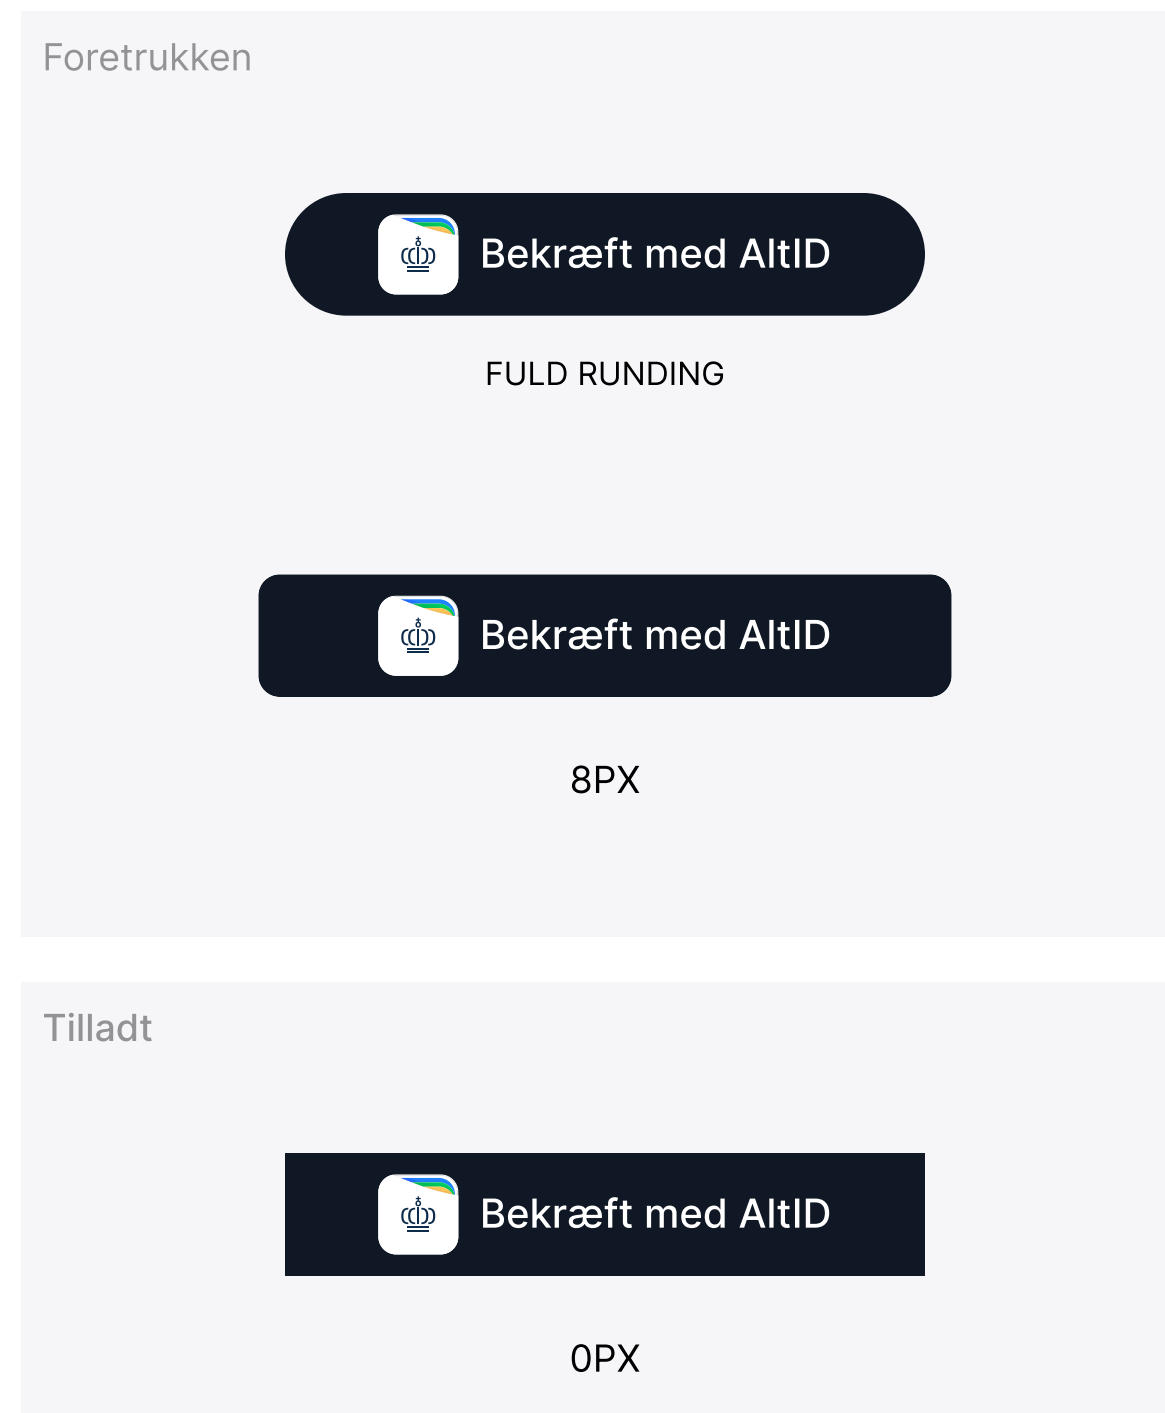 Foretrukken
Bekræft med AltID
FULD RUNDING
Bekræft med AltID
8PX
Tilladt
Bekræft med AltID
0PX